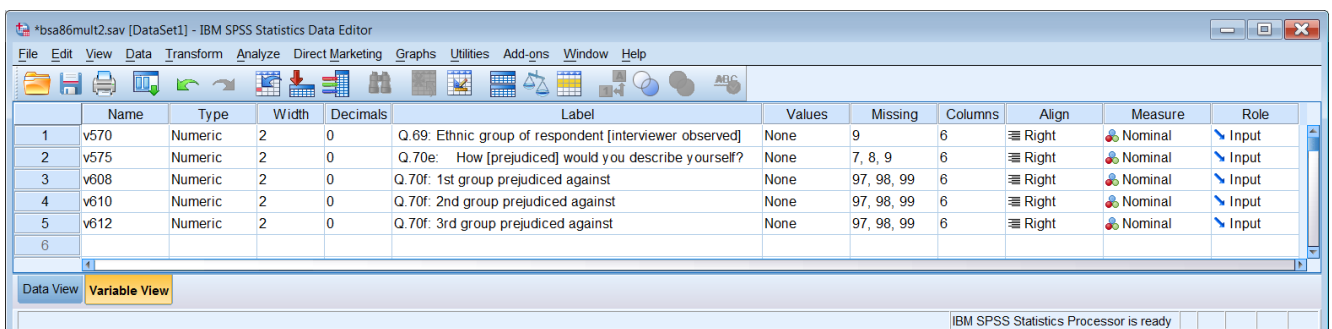 *bsa86mult2.sav [DataSet1] - IBM SPSS Statistics Data Editor
File Edit View Data Transform Analyze Direct Marketing Graphs Utilities Add-ons Window Help
Name Type Width Decimals Label Values Missing Columns Align Measure Role
1 v570 Numeric 2 0 Q.69: Ethnic group of respondent [interviewer observed] None 9 6 Right Nominal Input
2 v575 Numeric 2 0 Q.70e: How [prejudiced] would you describe yourself? None 7, 8, 9 6 Right Nominal Input
3 v608 Numeric 2 0 Q.70f: 1st group prejudiced against None 97, 98, 99 6 Right Nominal Input
4 v610 Numeric 2 0 Q.70f: 2nd group prejudiced against None 97, 98, 99 6 Right Nominal Input
5 v612 Numeric 2 0 Q.70f: 3rd group prejudiced against None 97, 98, 99 6 Right Nominal Input
6
Data View Variable View
IBM SPSS Statistics Processor is ready